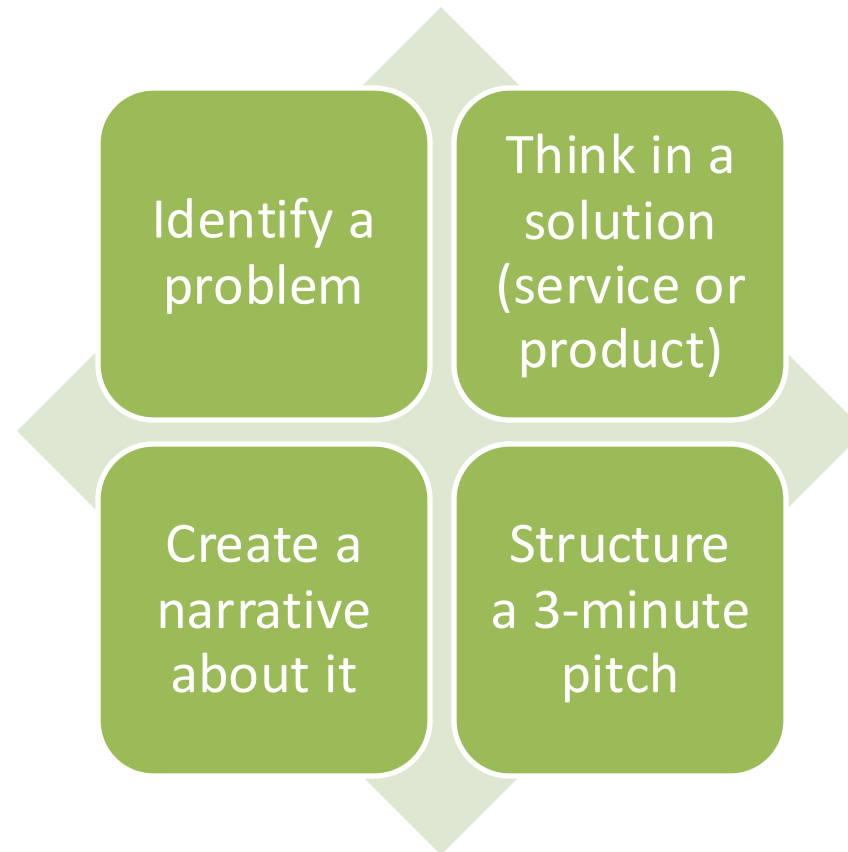 Identify a
problem
Think in a
solution
(service or
product)
Create a
narrative
about it
Structure
a 3-minute
pitch